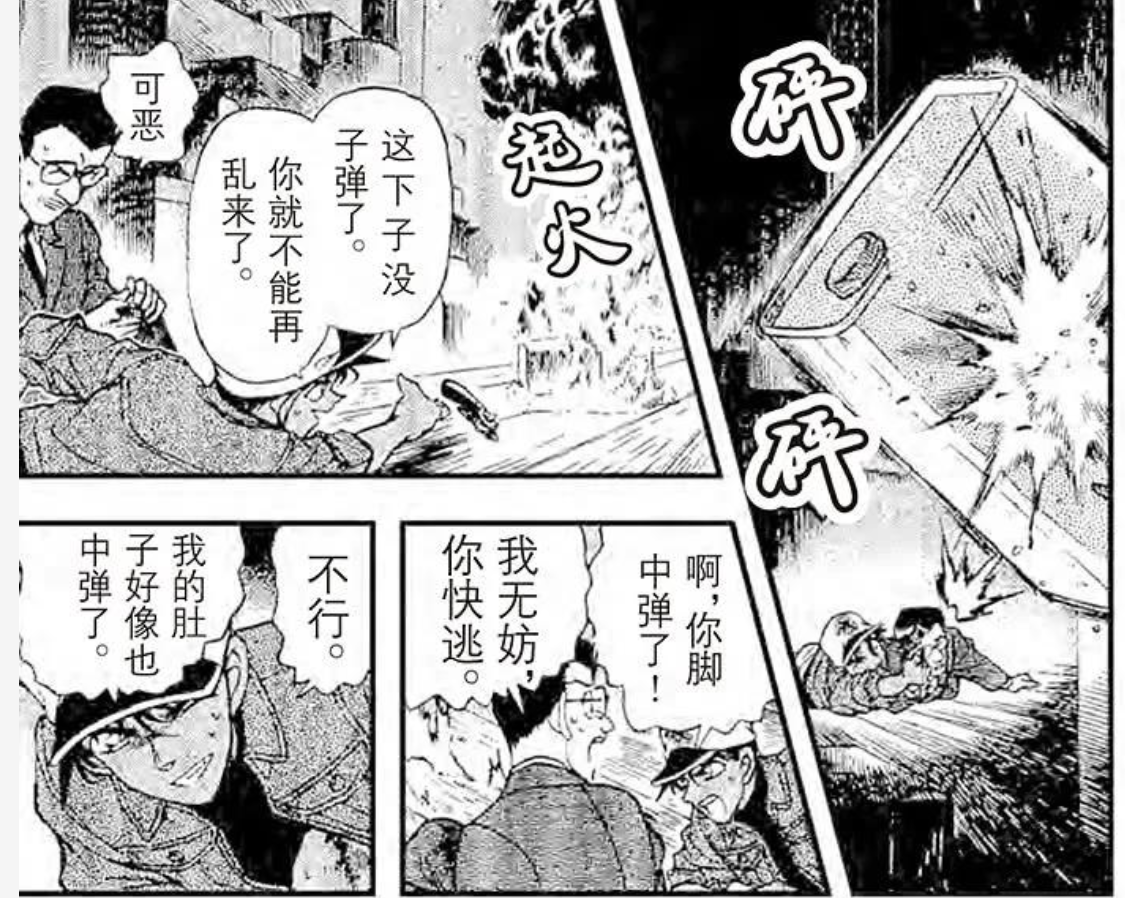 砰
砰
起火
这下子没
子弹了。
你就不能再
乱来了。
可恶
啊，你脚
中弹了！
我无妨，
你快逃。
不行。
我的肚
子好像也
中弹了。